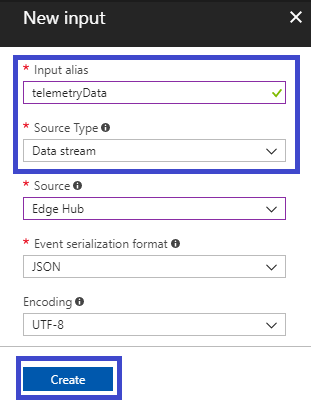 New input
* Input alias
telemetryData
* Source Type
Data stream
* Source
Edge Hub
* Event serialization format
JSON
Encoding
UTF-8
Create